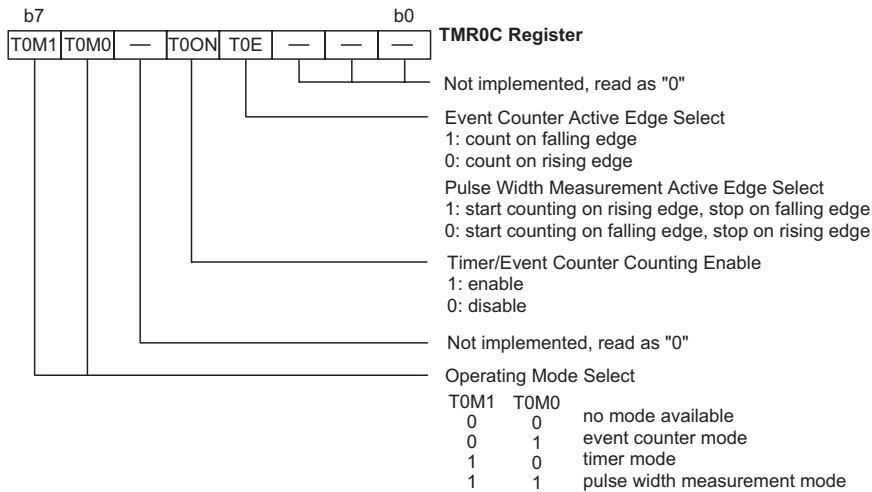 b7 b0
T0M1 T0M0 — T0ON T0E — — — TMR0C Register
Not implemented, read as "0"
Event Counter Active Edge Select
1: count on falling edge
0: count on rising edge
Pulse Width Measurement Active Edge Select
1: start counting on rising edge, stop on falling edge
0: start counting on falling edge, stop on rising edge
Timer/Event Counter Counting Enable
1: enable
0: disable
Not implemented, read as "0"
Operating Mode Select
T0M1 T0M0
0 0 no mode available
0 1 event counter mode
1 0 timer mode
1 1 pulse width measurement mode